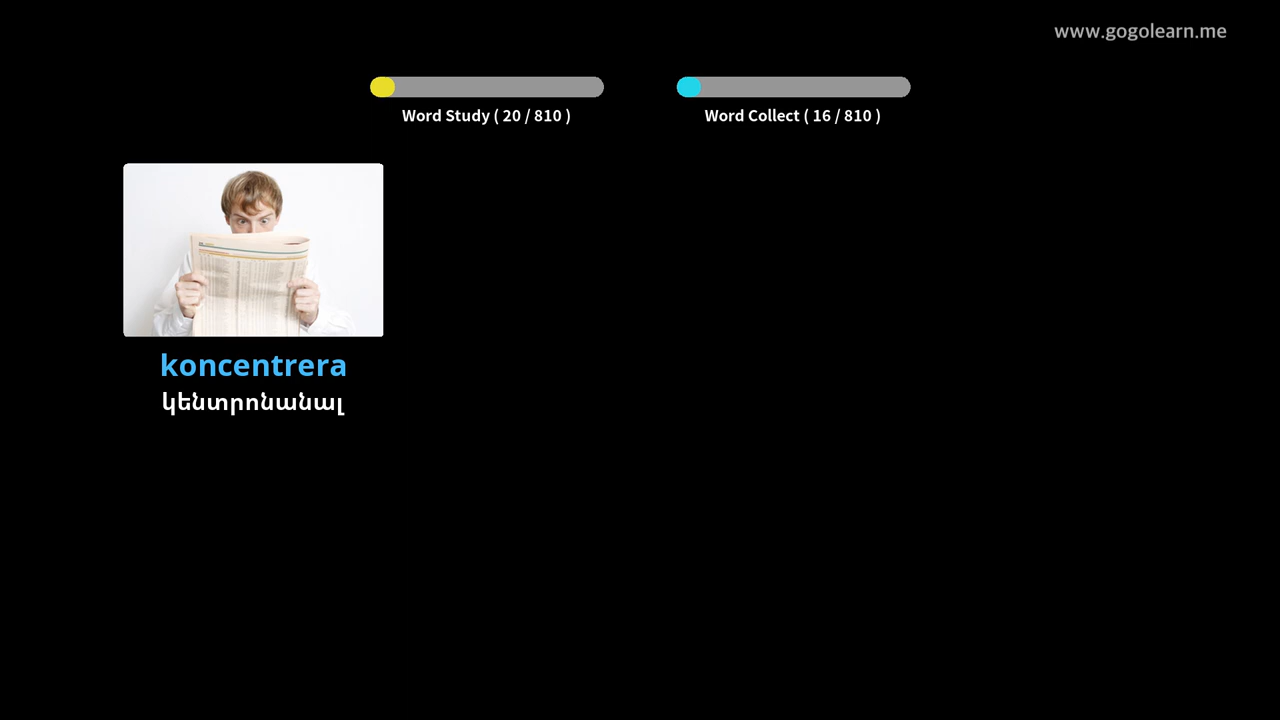 www.gogolearn.me
Word Study ( 20 / 810 )
Word Collect ( 16 / 810 )
koncentrera
կենտրոնանալ